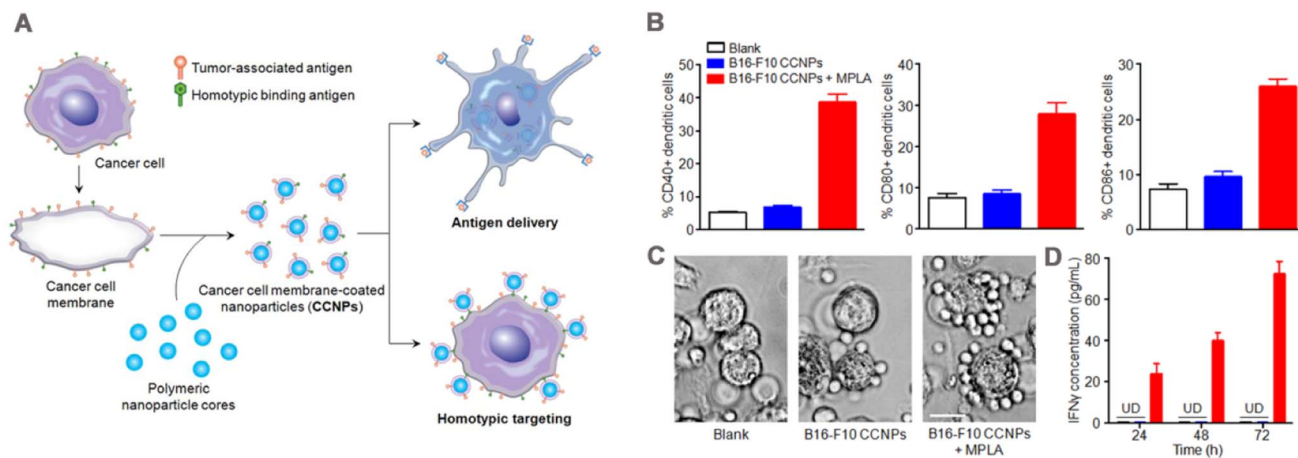 A
Tumor-associated antigen
Homotypic binding antigen
Cancer cell
Cancer cell
membrane
Cancer cell membrane-coated
nanoparticles (CCNPs)
Polymeric
nanoparticle cores
Antigen delivery
Homotypic targeting
B
Blank
B16-F10 CCNPs
B16-F10 CCNPs + MPLA
% CD40+ dendritic cells
50
40
30
20
10
0
% CD80+ dendritic cells
40
30
20
10
0
% CD86+ dendritic cells
30
20
10
0
C
Blank
B16-F10 CCNPs
B16-F10 CCNPs
+ MPLA
D
IFNγ concentration (pg/mL)
80
60
40
20
0
UD
UD
UD
24
48
72
Time (h)